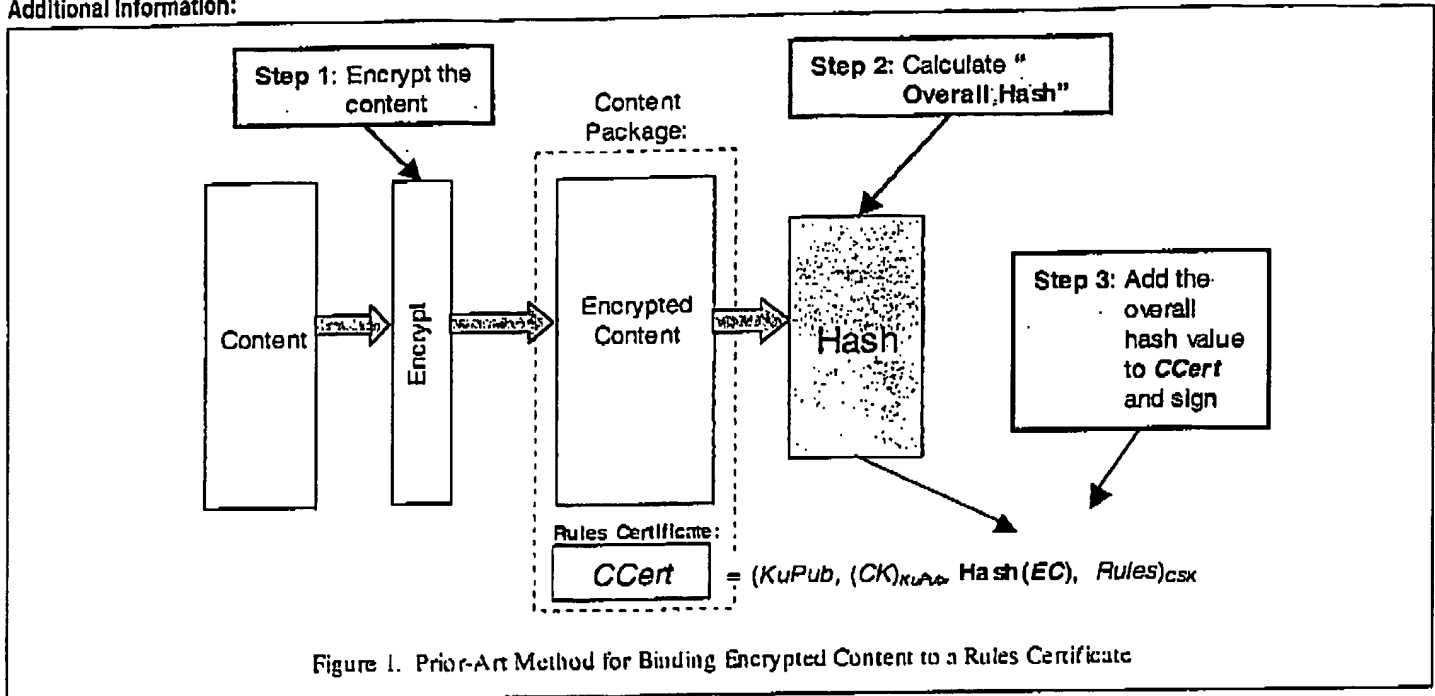 Additional Information:
Step 1: Encrypt the
content
Step 2: Calculate "
Overall Hash"
Content
Package:
Step 3: Add the
overall
hash value
to CCert
and sign
Content
Encrypt
Encrypted
Content
Hash
Rules Certificate:
CCert = (KuPub, (CK)KuPub, Hash(EC), Rules)CSK
Figure 1. Prior-Art Method for Binding Encrypted Content to a Rules Certificate